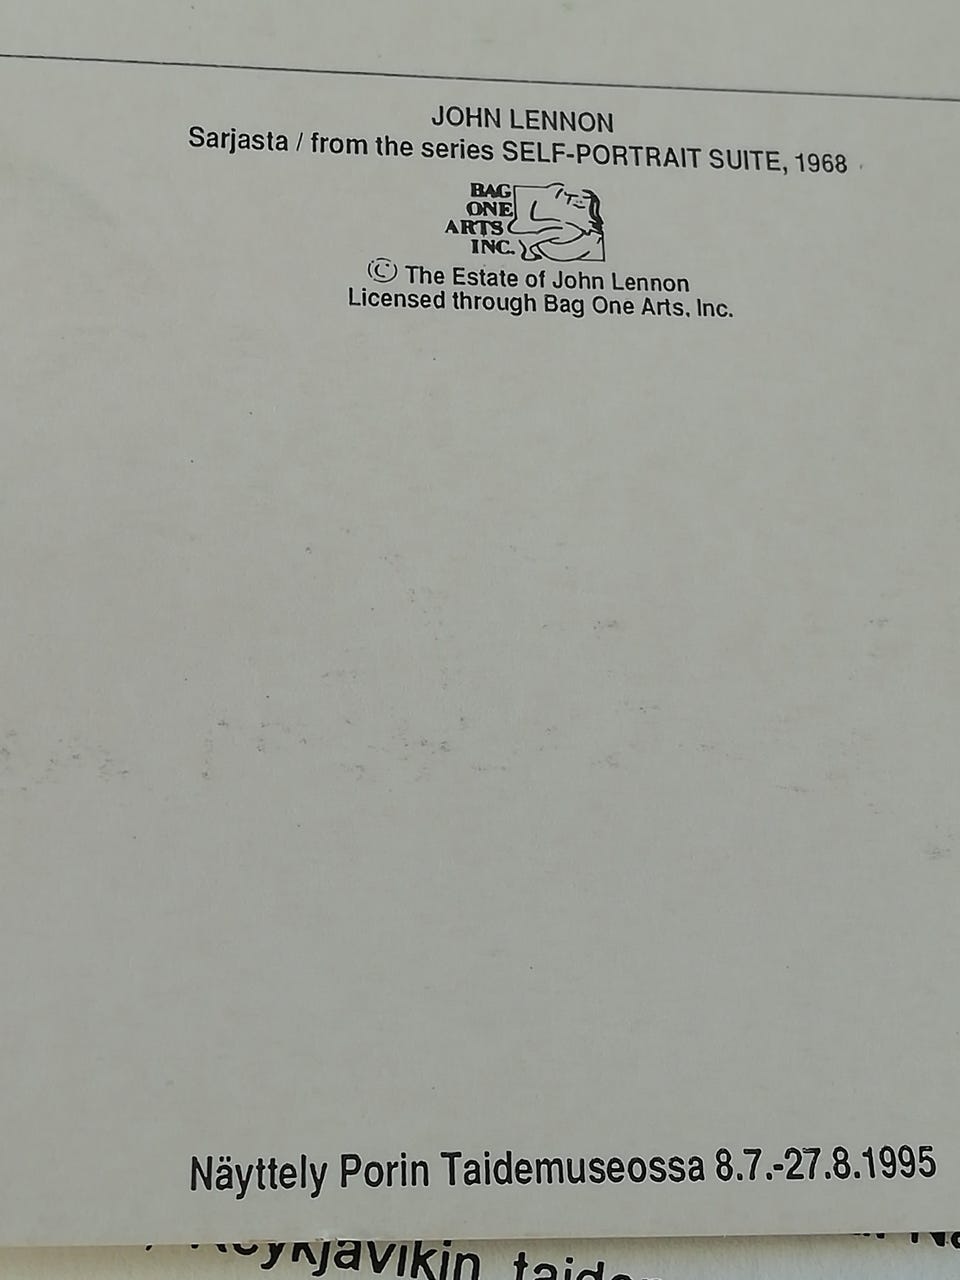 JOHN LENNON
Sarjasta / from the series SELF-PORTRAIT SUITE, 1968
BAG
ONE
ARTS
INC.
© The Estate of John Lennon
Licensed through Bag One Arts, Inc.
Näyttely Porin Taidemuseossa 8.7.-27.8.1995
Reykjavikin